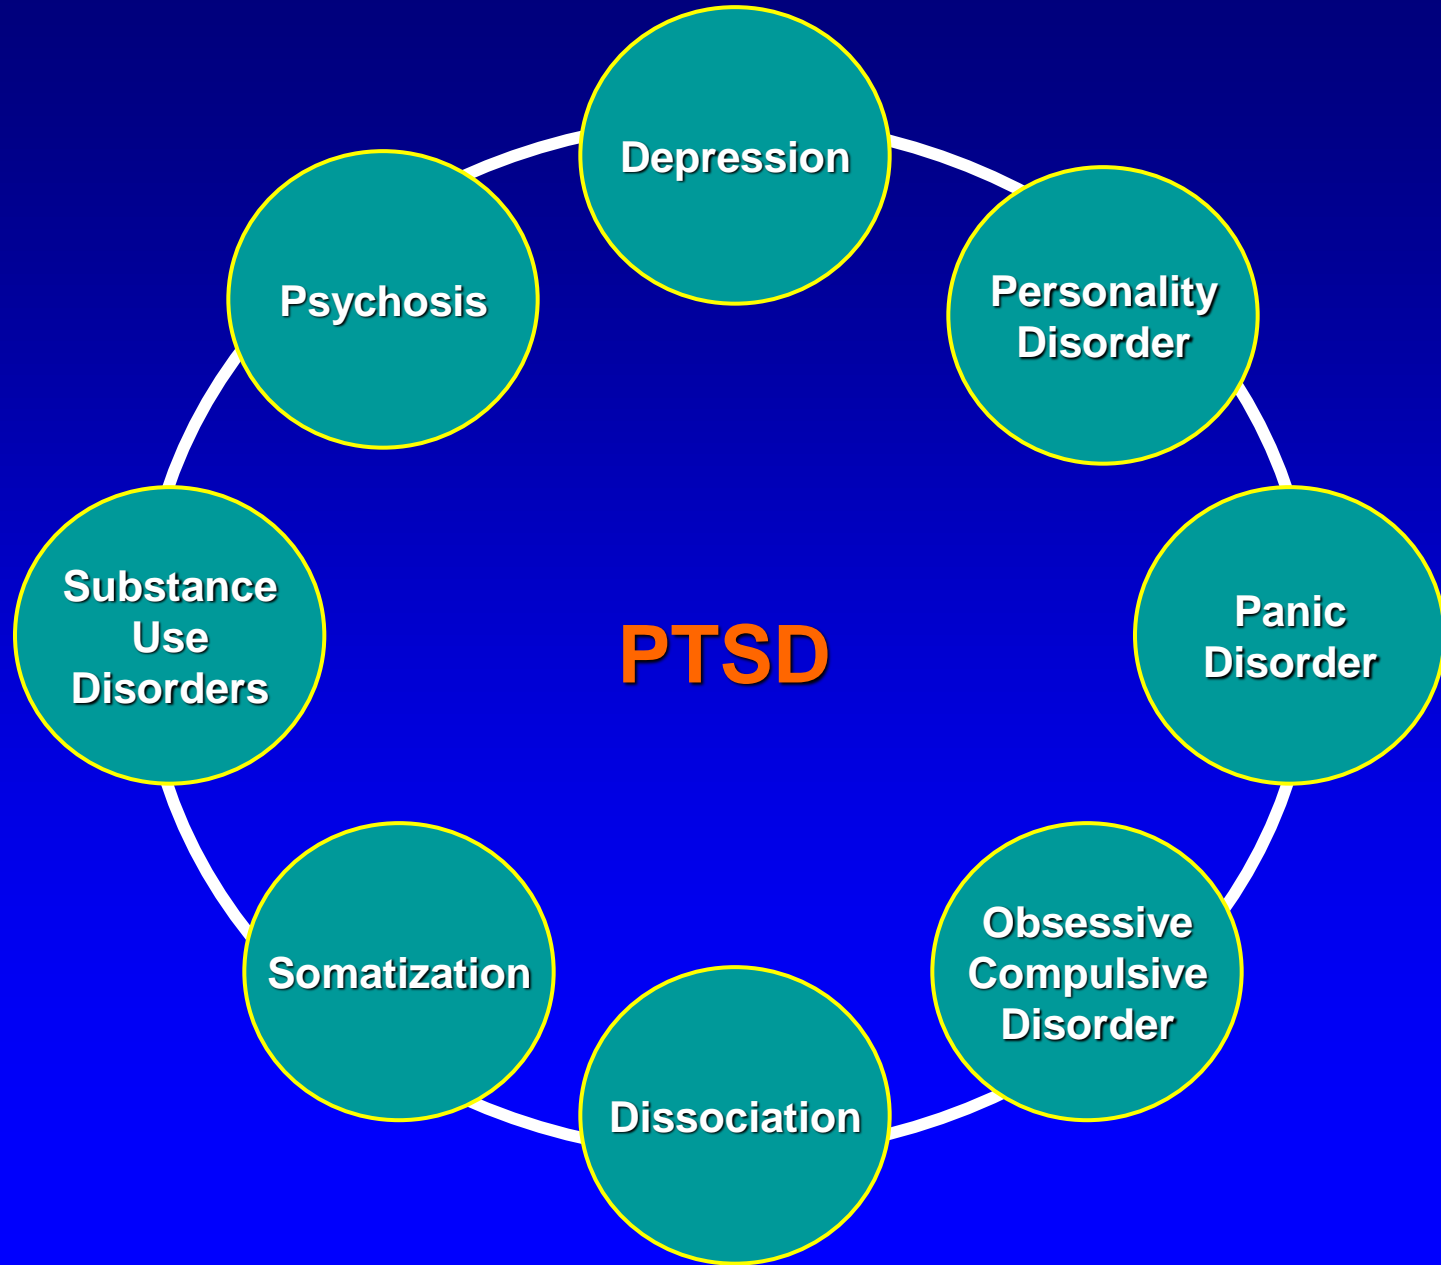 Depression
Psychosis
Personality
Disorder
Substance
Use
Disorders
PTSD
Panic
Disorder
Somatization
Obsessive
Compulsive
Disorder
Dissociation